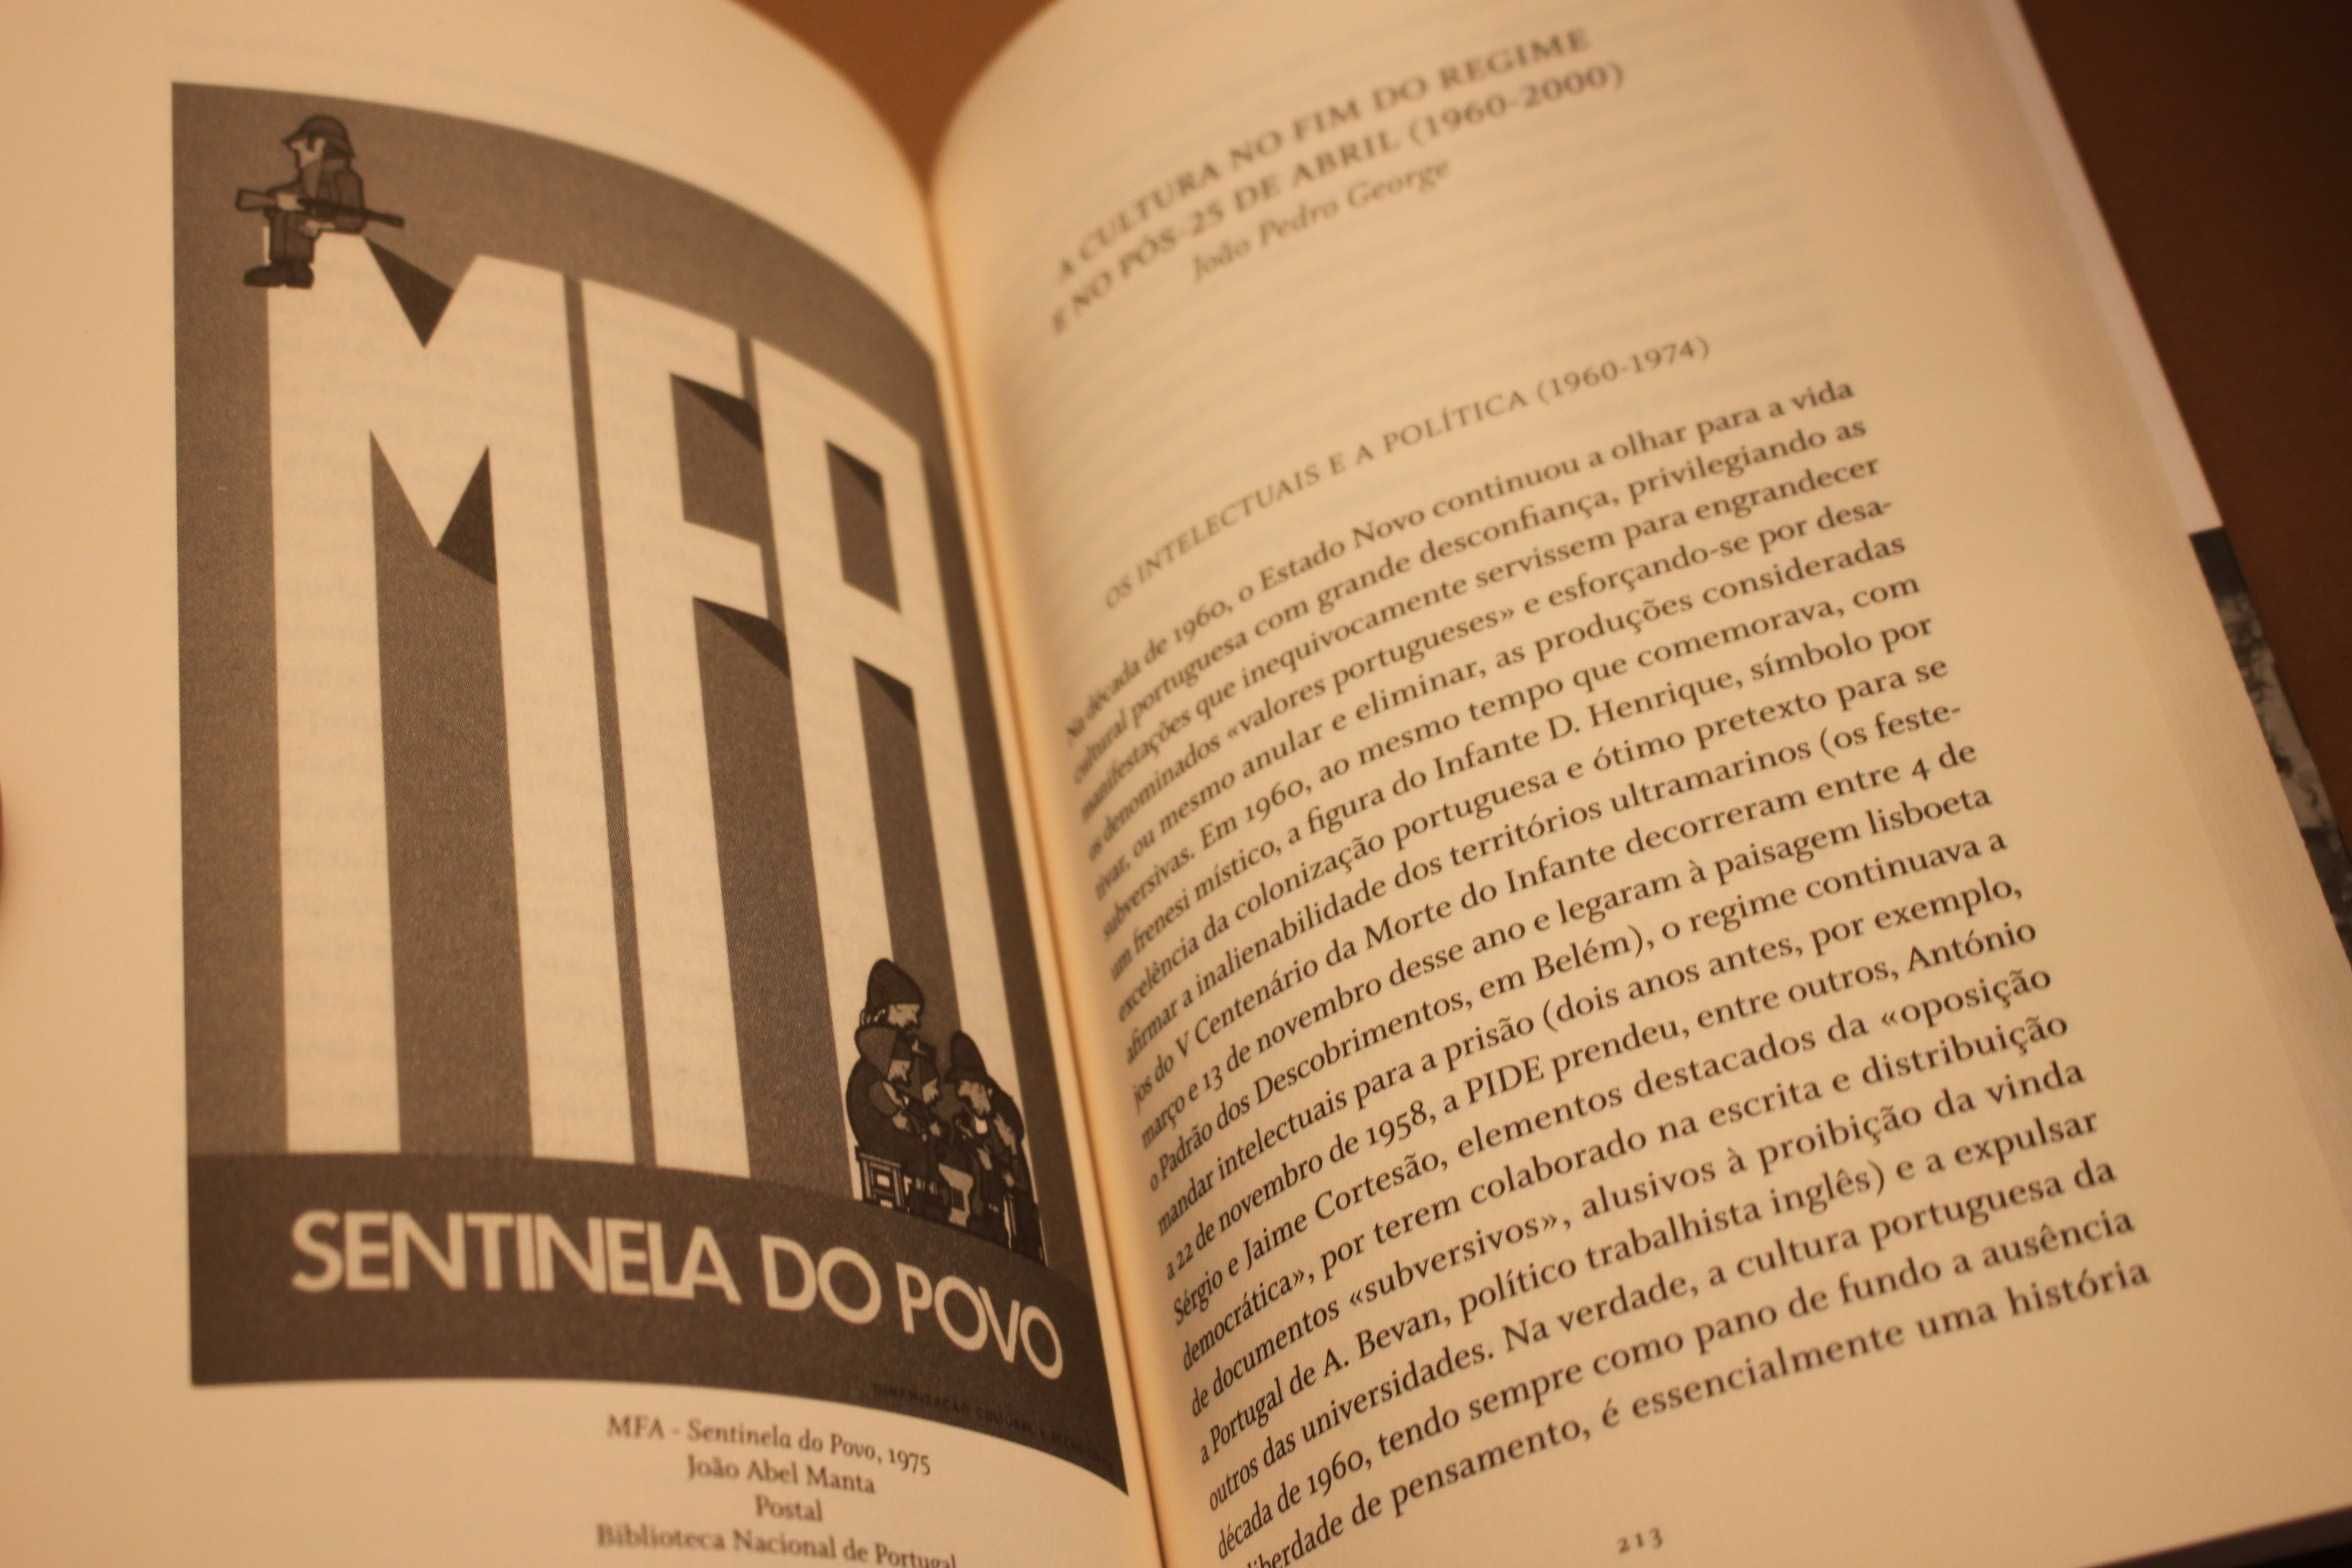 MFA
SENTINELA DO POVO
DINAMIZAÇÃO CULTURAL
MFA - Sentinela do Povo, 1975
João Abel Manta
Postal
Biblioteca Nacional de Portugal
A CULTURA NO FIM DO REGIME
E NO PÓS-25 DE ABRIL (1960-2000)
João Pedro George
OS INTELECTUAIS E A POLÍTICA (1960-1974)
Na década de 1960, o Estado Novo continuou a olhar para a vida
cultural portuguesa com grande desconfiança, privilegiando as
manifestações que inequivocamente servissem para engrandecer
os denominados «valores portugueses» e esforçando-se por desa-
tivar, ou mesmo anular e eliminar, as produções consideradas
subversivas. Em 1960, ao mesmo tempo que comemorava, com
um frenesi místico, a figura do Infante D. Henrique, símbolo por
excelência da colonização portuguesa e ótimo pretexto para se
afirmar a inalienabilidade dos territórios ultramarinos (os feste-
jos do V Centenário da Morte do Infante decorreram entre 4 de
março e 13 de novembro desse ano e legaram à paisagem lisboeta
o Padrão dos Descobrimentos, em Belém), o regime continuava a
mandar intelectuais para a prisão (dois anos antes, por exemplo,
a 22 de novembro de 1958, a PIDE prendeu, entre outros, António
Sérgio e Jaime Cortesão, elementos destacados da «oposição
democrática», por terem colaborado na escrita e distribuição
de documentos «subversivos», alusivos à proibição da vinda
a Portugal de A. Bevan, político trabalhista inglês) e a expulsar
outros das universidades. Na verdade, a cultura portuguesa da
década de 1960, tendo sempre como pano de fundo a ausência
liberdade de pensamento, é essencialmente uma história
213